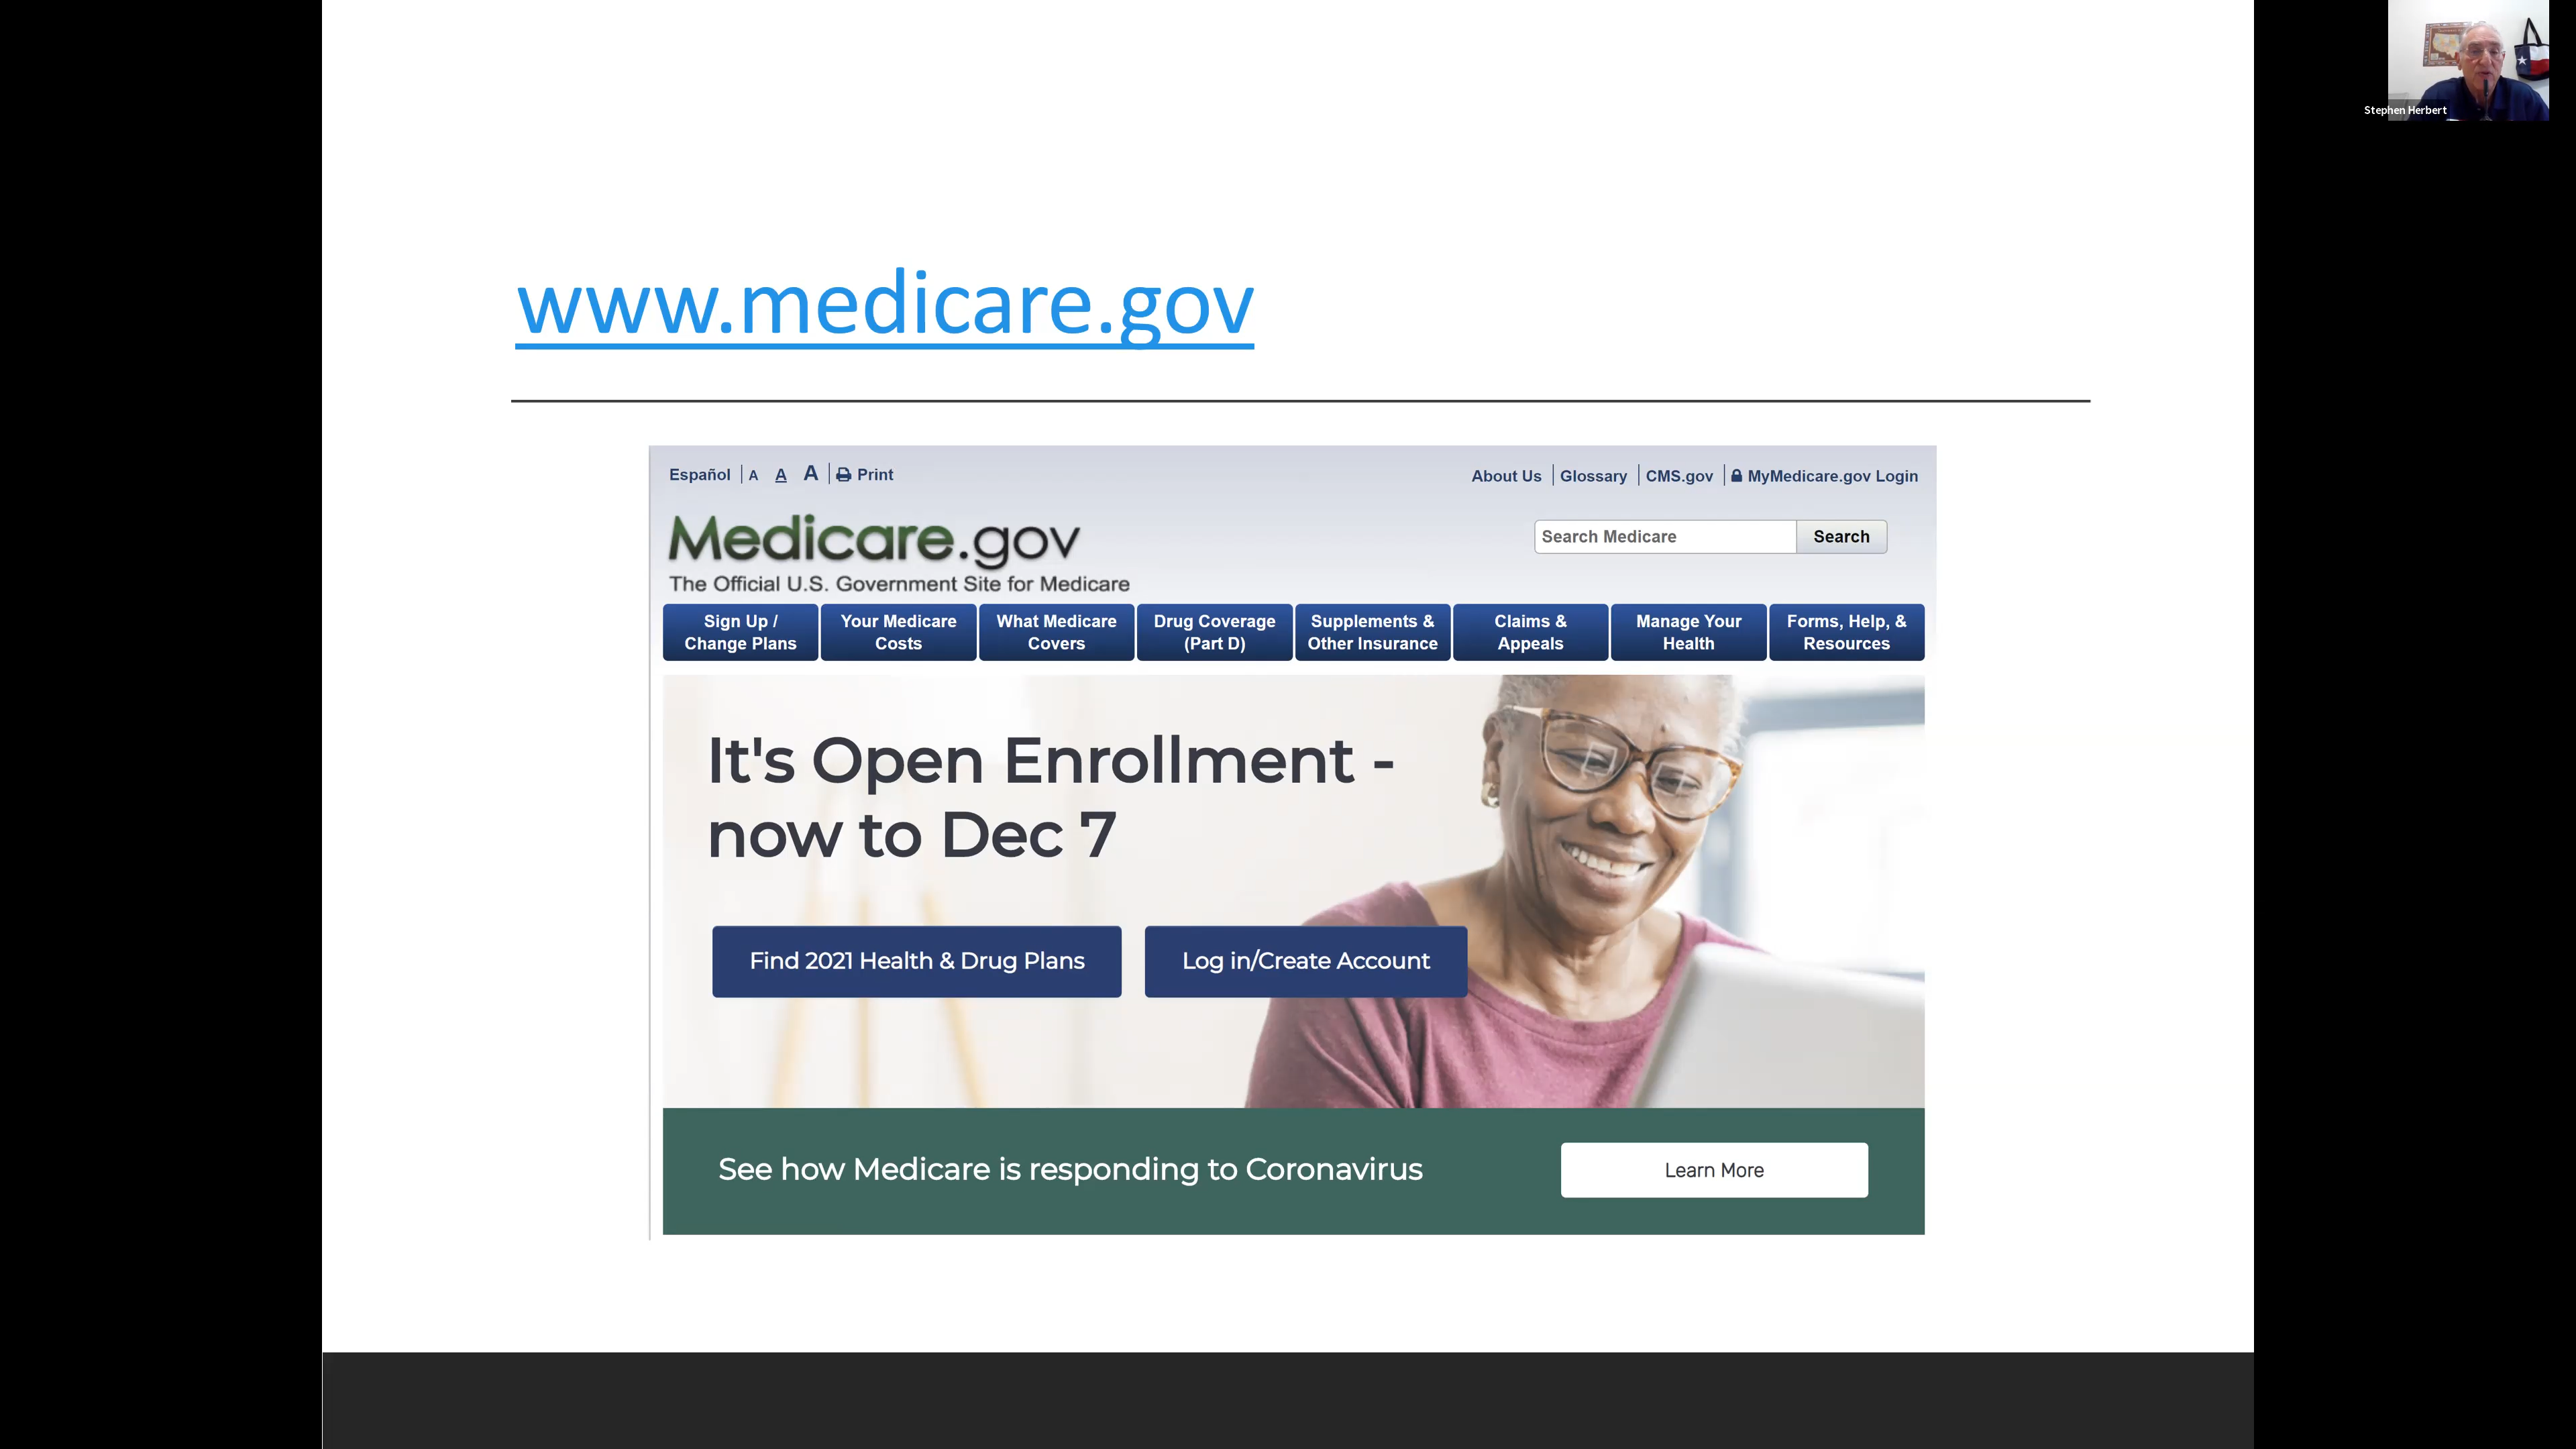 Stephen Herbert
www.medicare.gov
Español A A A Print
About Us Glossary CMS.gov MyMedicare.gov Login
Medicare.gov
Search Medicare Search
The Official U.S. Government Site for Medicare
Sign Up / Change Plans
Your Medicare Costs
What Medicare Covers
Drug Coverage (Part D)
Supplements & Other Insurance
Claims & Appeals
Manage Your Health
Forms, Help, & Resources
It's Open Enrollment -
now to Dec 7
Find 2021 Health & Drug Plans
Log in/Create Account
See how Medicare is responding to Coronavirus
Learn More